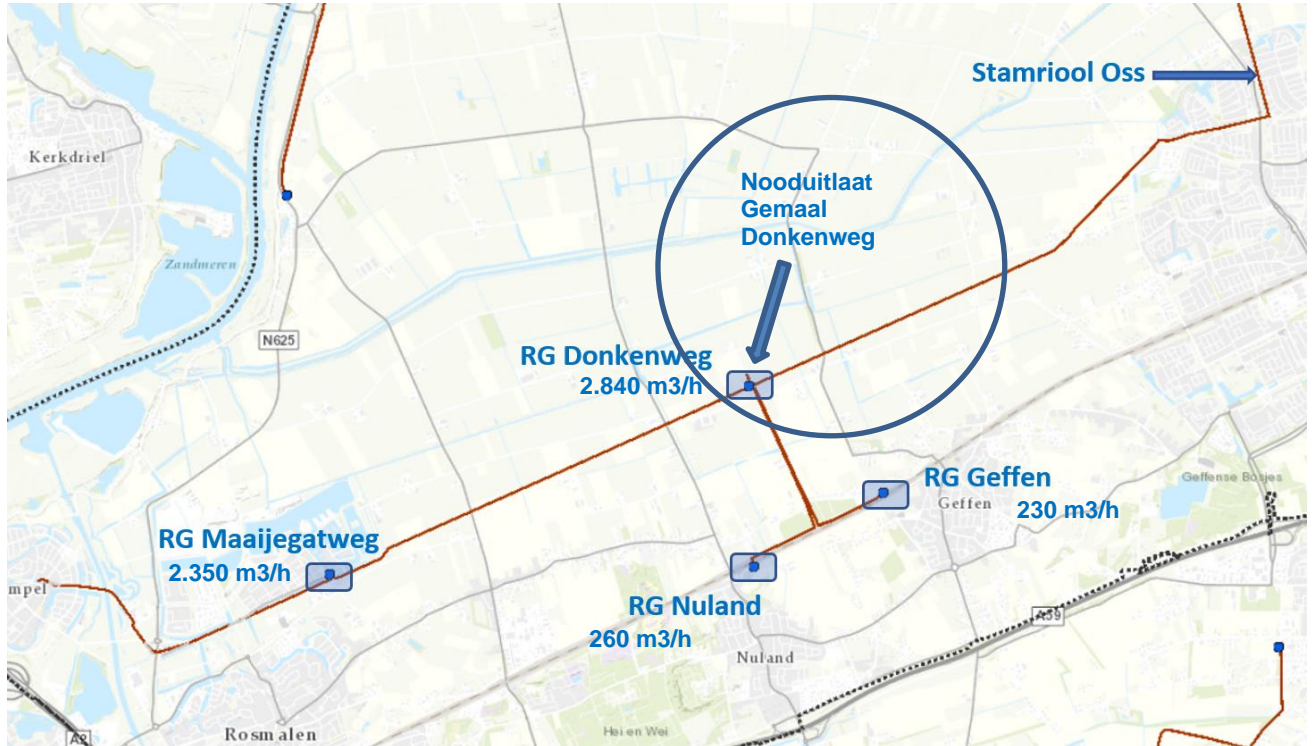 Stamriool Oss
Kerkdriel
Nooduitlaat
Gemaal
Donkenweg
Zandmeren
N625
RG Donkenweg
2.840 m3/h
RG Geffen
230 m3/h
Geffense Bosjes
Geffen
RG Maaijegatweg
2.350 m3/h
mpel
RG Nuland
260 m3/h
A59
Nuland
Rosmalen
Hei en Wei
A2